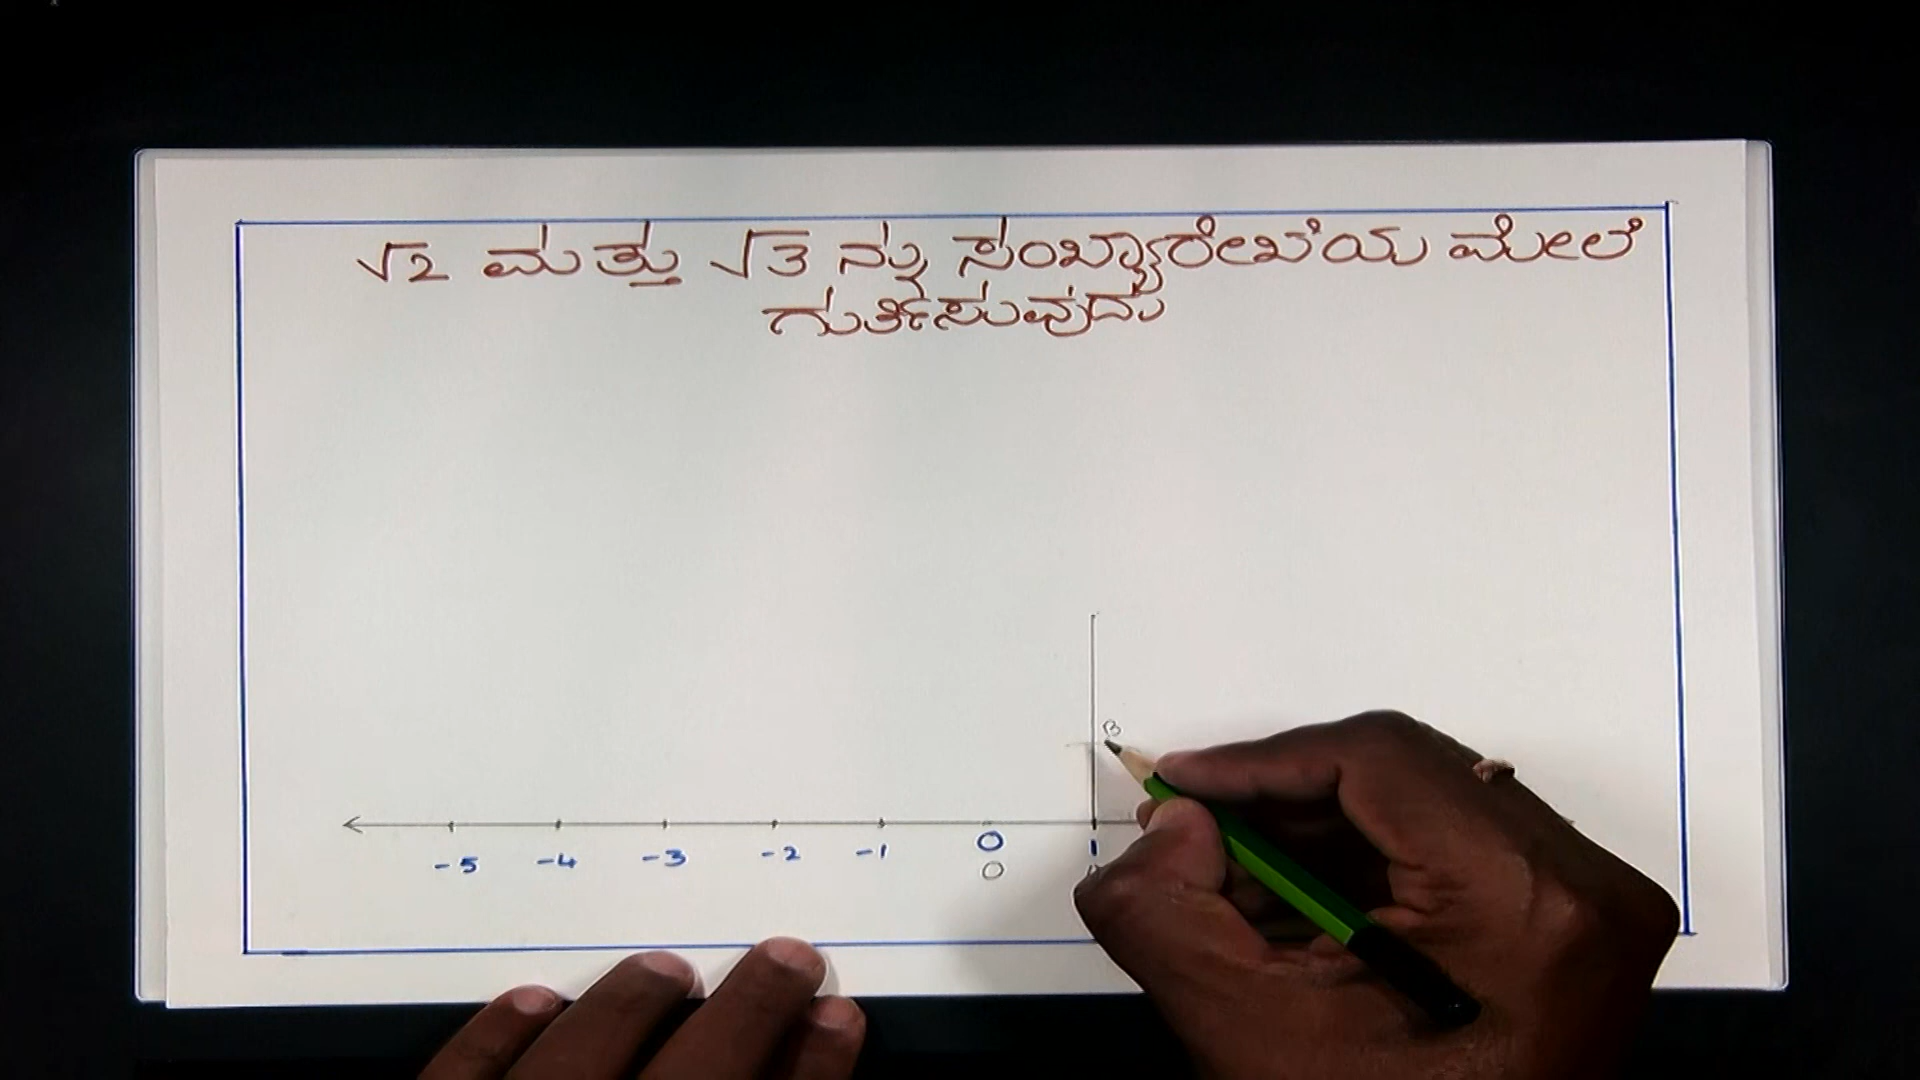 √2 ಮತ್ತು √3 ನ್ನು ಸಂಖ್ಯಾರೇಖೆಯ ಮೇಲೆ
ಗುರ್ತಿಸುವುದು
B
-5 -4 -3 -2 -1 0 1
O